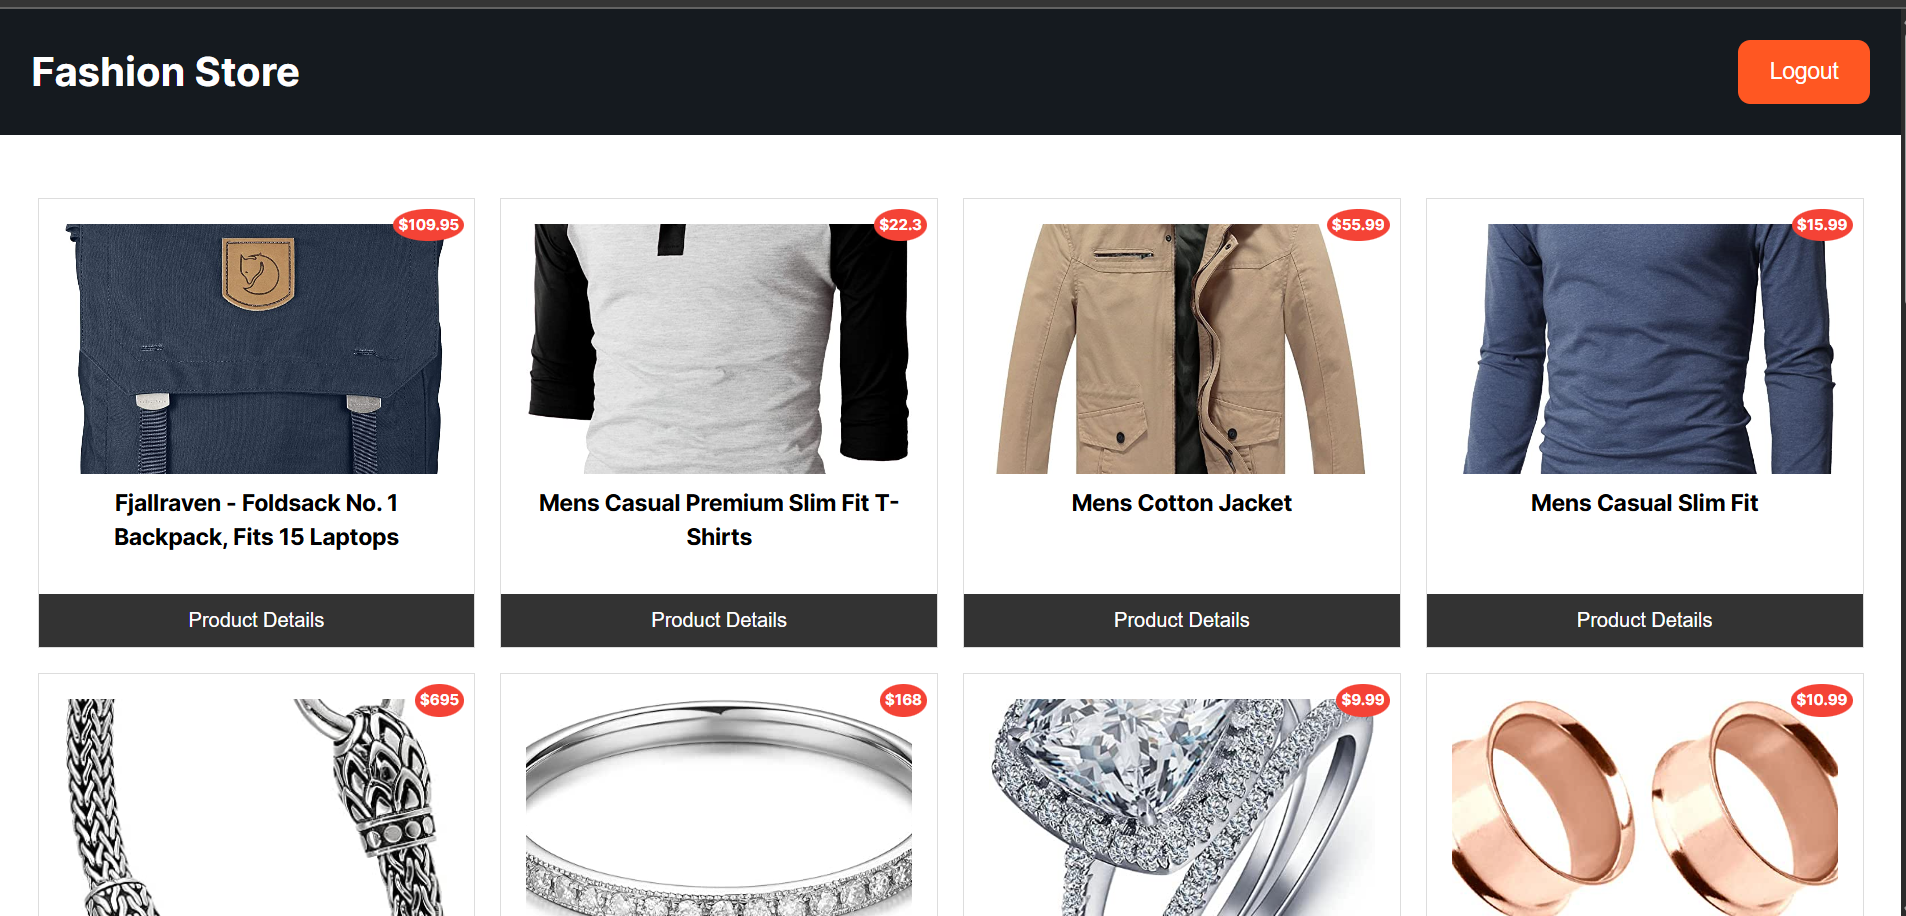 Fashion Store
Logout
$109.95
$22.3
$55.99
$15.99
Fjallraven - Foldsack No. 1
Backpack, Fits 15 Laptops
Mens Casual Premium Slim Fit T-
Shirts
Mens Cotton Jacket
Mens Casual Slim Fit
Product Details
Product Details
Product Details
Product Details
$695
$168
$9.99
$10.99